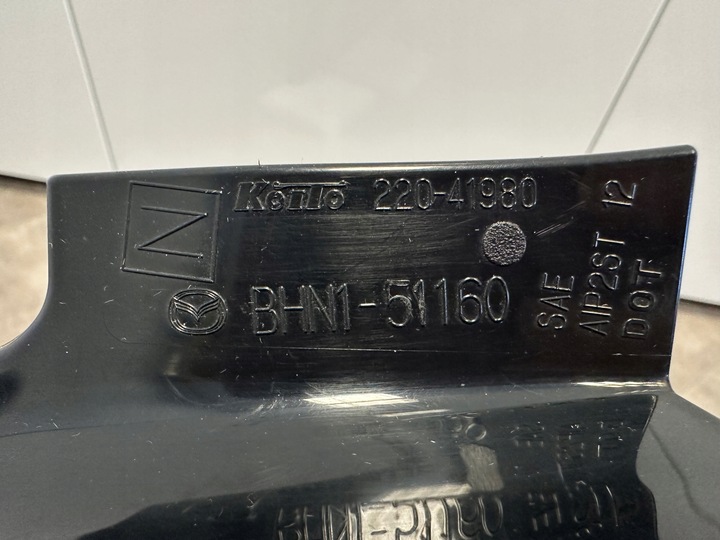 N
Koito 220-41980
BHN1-51160
SAE
AIP2ST 12
DOT